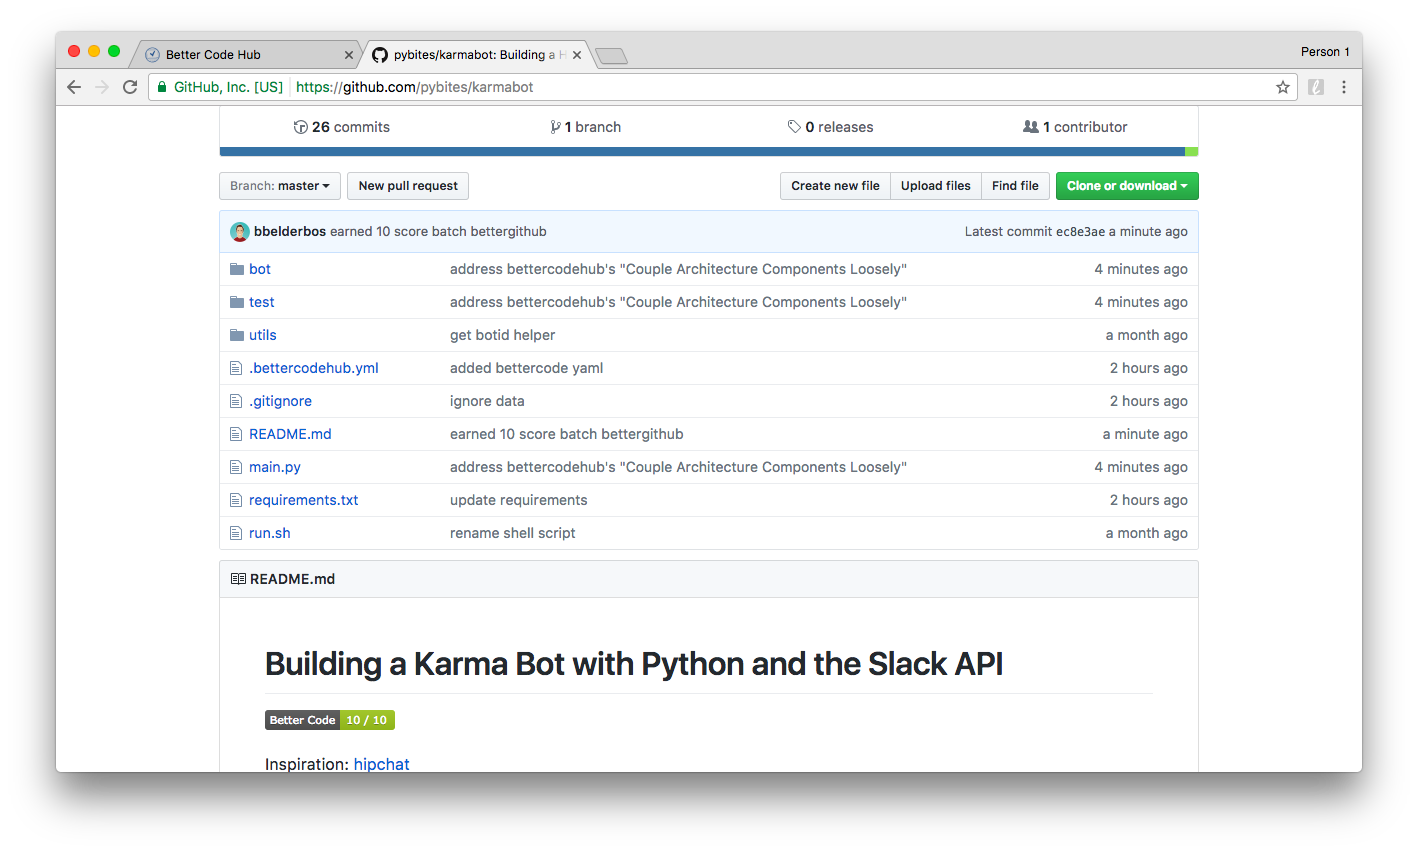 Better Code Hub
pybites/karmabot: Building a H
Person 1
GitHub, Inc. [US] https://github.com/pybites/karmabot
26 commits 1 branch 0 releases 1 contributor
Branch: master New pull request Create new file Upload files Find file Clone or download
bbelderbos earned 10 score batch bettergithub Latest commit ec8e3ae a minute ago
bot address bettercodehub's "Couple Architecture Components Loosely" 4 minutes ago
test address bettercodehub's "Couple Architecture Components Loosely" 4 minutes ago
utils get botid helper a month ago
.bettercodehub.yml added bettercode yaml 2 hours ago
.gitignore ignore data 2 hours ago
README.md earned 10 score batch bettergithub a minute ago
main.py address bettercodehub's "Couple Architecture Components Loosely" 4 minutes ago
requirements.txt update requirements 2 hours ago
run.sh rename shell script a month ago
README.md
Building a Karma Bot with Python and the Slack API
Better Code 10 / 10
Inspiration: hipchat